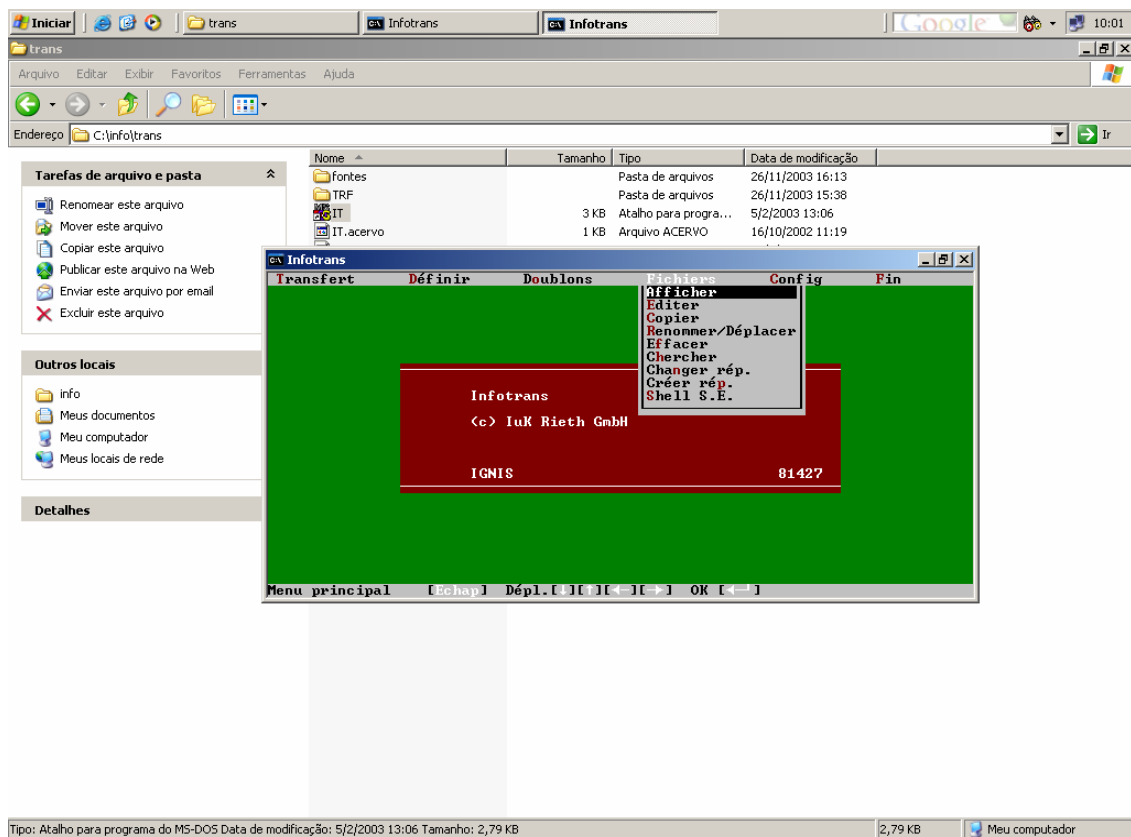 Iniciar trans Infotrans Infotrans Google 10:01
trans
Arquivo Editar Exibir Favoritos Ferramentas Ajuda
Endereço C:\info\trans Ir
Nome Tamanho Tipo Data de modificação
Tarefas de arquivo e pasta
Renomear este arquivo
Mover este arquivo
Copiar este arquivo
Publicar este arquivo na Web
Enviar este arquivo por email
Excluir este arquivo
Outros locais
info
Meus documentos
Meu computador
Meus locais de rede
Detalhes
fontes Pasta de arquivos 26/11/2003 16:13
TRF Pasta de arquivos 26/11/2003 15:38
IT 3 KB Atalho para progra... 5/2/2003 13:06
IT.acervo 1 KB Arquivo ACERVO 16/10/2002 11:19
Infotrans
Transfert Définir Doublons Fichiers Config Fin
Afficher
Editer
Copier
Renommer/Déplacer
Effacer
Chercher
Changer rép.
Créer rép.
Shell S.E.
Infotrans
(c) IuK Rieth GmbH
IGNIS 81427
Menu principal [Echap] Dépl.[↓][↑][←][→] OK [←┘]
Tipo: Atalho para programa do MS-DOS Data de modificação: 5/2/2003 13:06 Tamanho: 2,79 KB 2,79 KB Meu computador